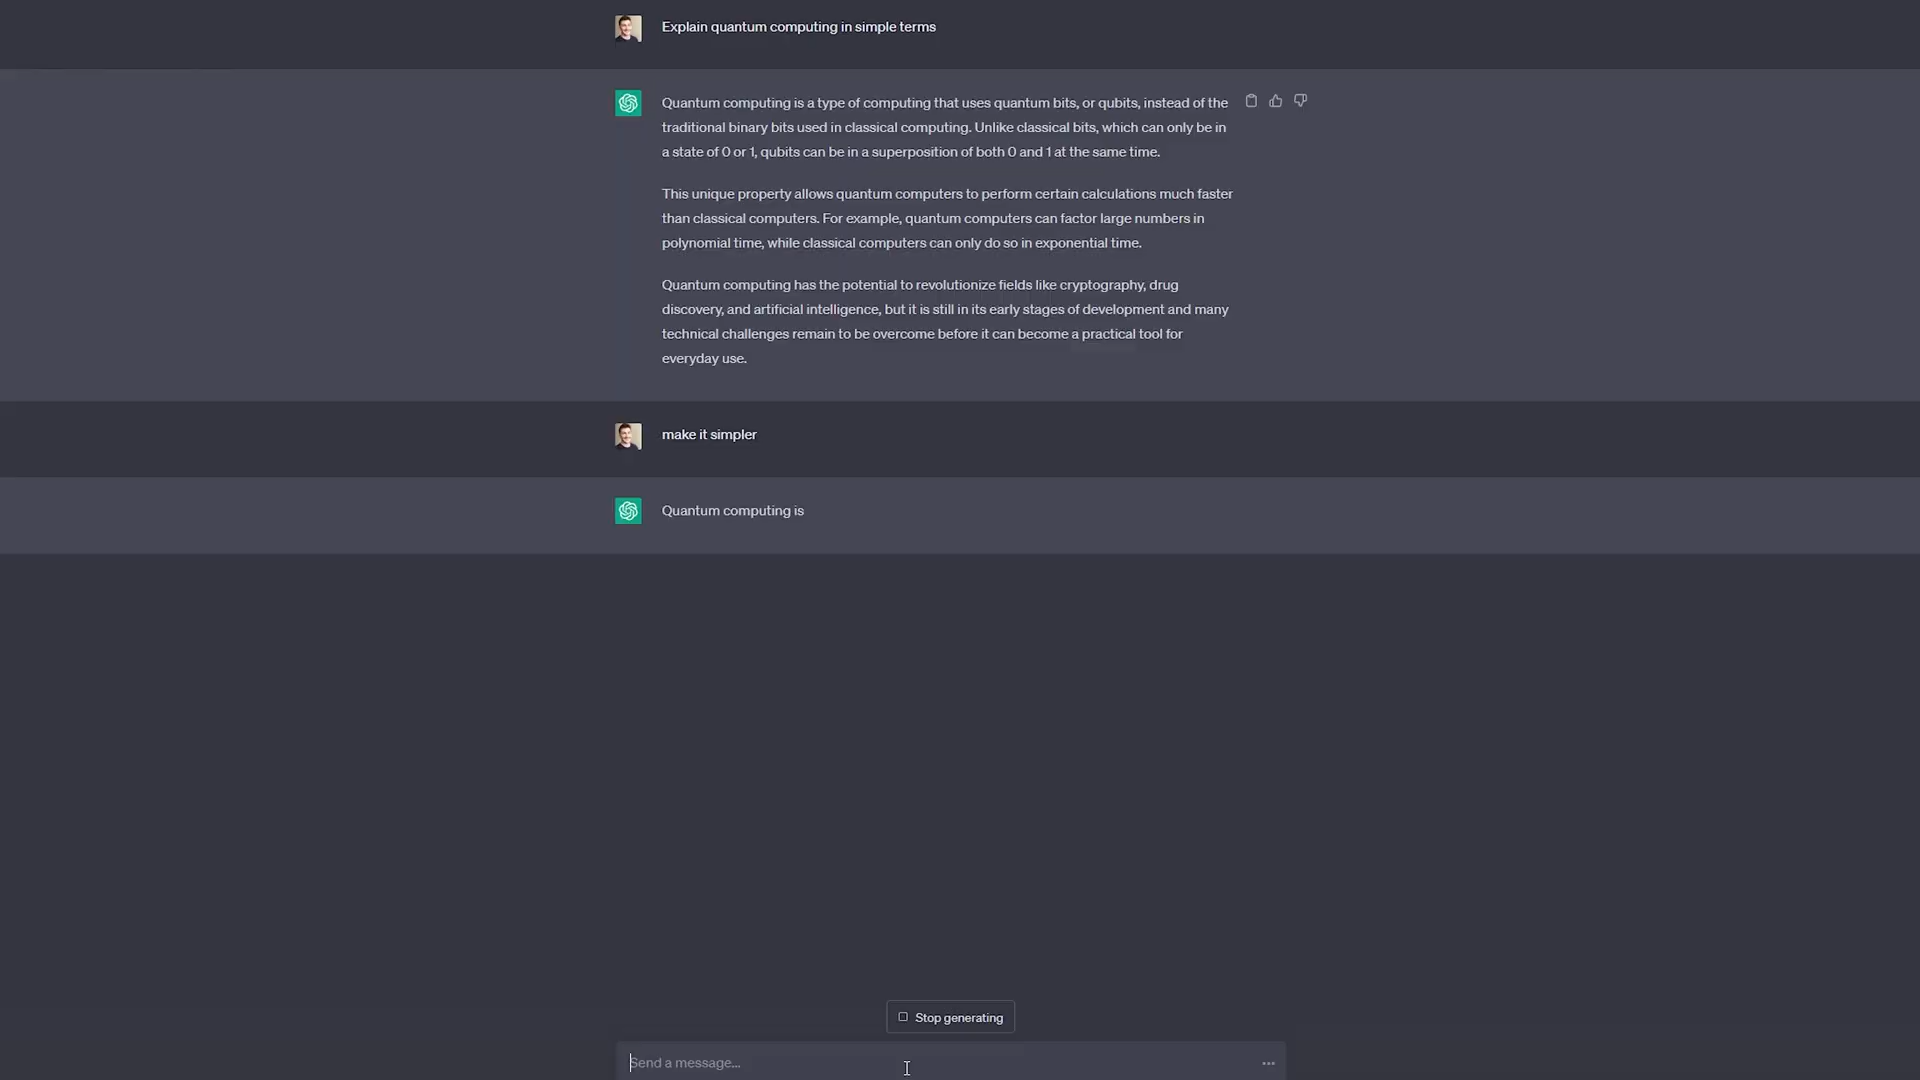 Explain quantum computing in simple terms
Quantum computing is a type of computing that uses quantum bits, or qubits, instead of the
traditional binary bits used in classical computing. Unlike classical bits, which can only be in
a state of 0 or 1, qubits can be in a superposition of both 0 and 1 at the same time.
This unique property allows quantum computers to perform certain calculations much faster
than classical computers. For example, quantum computers can factor large numbers in
polynomial time, while classical computers can only do so in exponential time.
Quantum computing has the potential to revolutionize fields like cryptography, drug
discovery, and artificial intelligence, but it is still in its early stages of development and many
technical challenges remain to be overcome before it can become a practical tool for
everyday use.
make it simpler
Quantum computing is
Stop generating
Send a message...